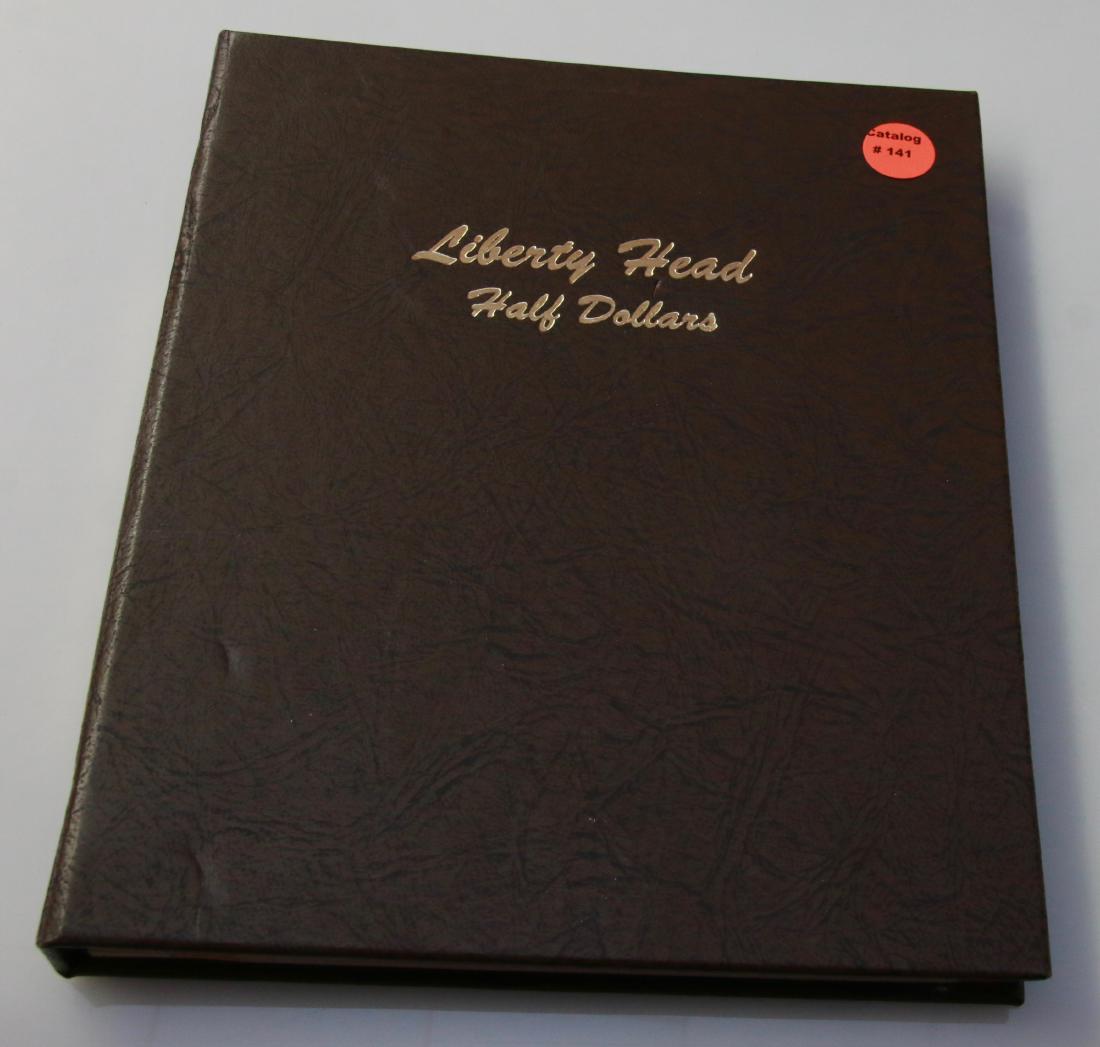 Catalog
# 141
Liberty Head
Half Dollars